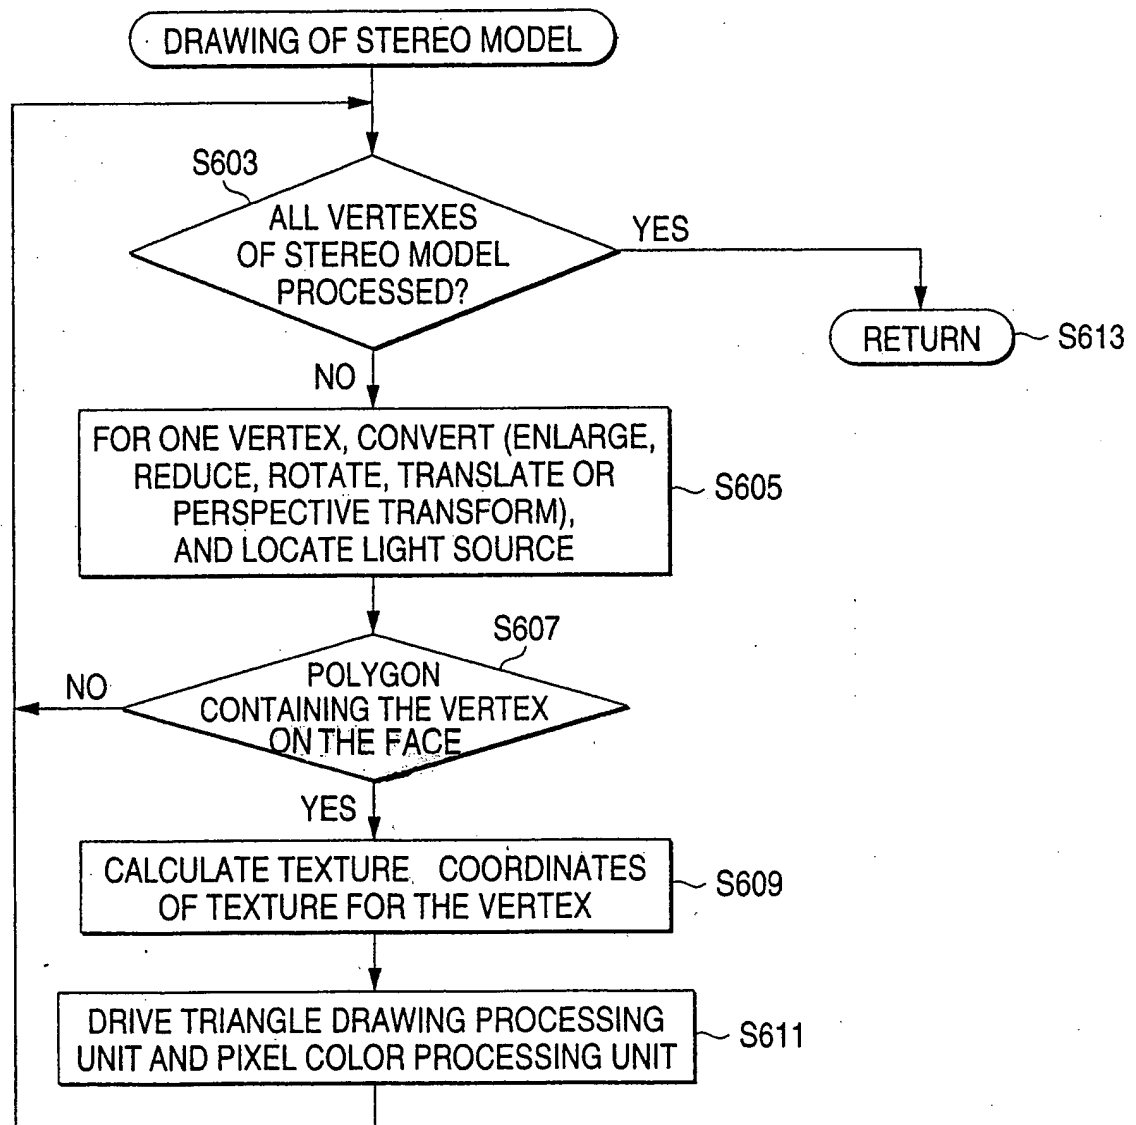 DRAWING OF STEREO MODEL
S603
ALL VERTEXES
OF STEREO MODEL
PROCESSED?
YES
RETURN
S613
NO
FOR ONE VERTEX, CONVERT (ENLARGE,
REDUCE, ROTATE, TRANSLATE OR
PERSPECTIVE TRANSFORM),
AND LOCATE LIGHT SOURCE
S605
S607
POLYGON
CONTAINING THE VERTEX
ON THE FACE
NO
YES
CALCULATE TEXTURE COORDINATES
OF TEXTURE FOR THE VERTEX
S609
DRIVE TRIANGLE DRAWING PROCESSING
UNIT AND PIXEL COLOR PROCESSING UNIT
S611